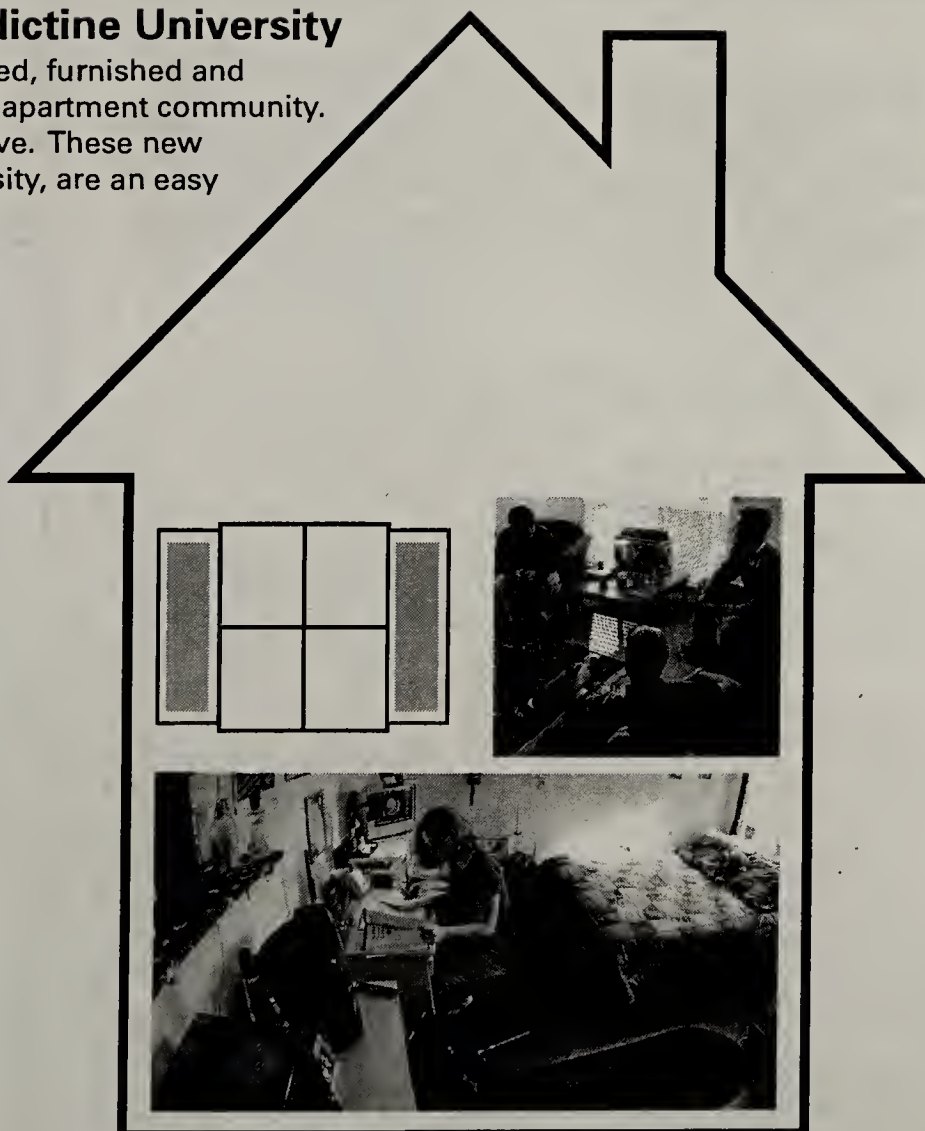 dictine University
ed, furnished and
apartment community.
ve. These new
sity, are an easy